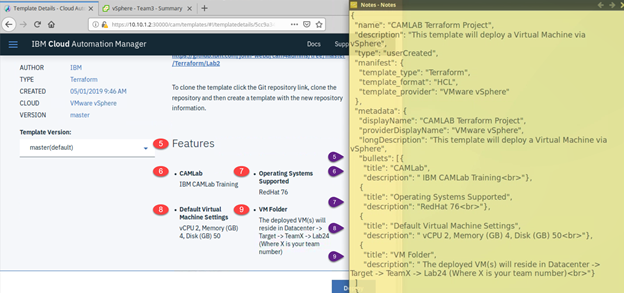 Template Details - Cloud A
vSphere - Team3 - Summary
https://10.10.1.2:30000/cam/templates/#!/templatedetails/5cc9a
IBM Cloud Automation Manager
Docs
Supp
/Terraform/Lab2
To clone the template click the Git repository link, clone the
repository and then create a template with the new repository
information.
AUTHOR IBM
TYPE Terraform
CREATED 05/01/2019 9:46 AM
CLOUD VMware vSphere
VERSION master
Template Version:
master(default)
5 Features
6 CAMLab
IBM CAMLab Training
7 Operating Systems
Supported
RedHat 76
8 Default Virtual
Machine Settings
vCPU 2, Memory (GB)
4, Disk (GB) 50
9 VM Folder
The deployed VM(s) will
reside in Datacenter ->
Target -> TeamX -> Lab24
(Where X is your team
number)
5
6
7
8
9
Notes - Notes
{
"name": "CAMLAB Terraform Project",
"description": "This template will deploy a Virtual Machine via
vSphere",
"type": "userCreated",
"manifest": {
"template_type": "Terraform",
"template_format": "HCL",
"template_provider": "VMware vSphere"
},
"metadata": {
"displayName": "CAMLAB Terraform Project",
"providerDisplayName": "VMware vSphere",
"longDescription": "This template will deploy a Virtual Machine via
vSphere",
"bullets": [{
"title": "CAMLab",
"description": " IBM CAMLab Training<br>"},
{
"title": "Operating Systems Supported",
"description": "RedHat 76<br>"},
{
"title": "Default Virtual Machine Settings",
"description": " vCPU 2, Memory (GB) 4, Disk (GB) 50<br>"},
{
"title": "VM Folder",
"description": " The deployed VM(s) will reside in Datacenter ->
Target -> TeamX -> Lab24 (Where X is your team number)<br>"}
]